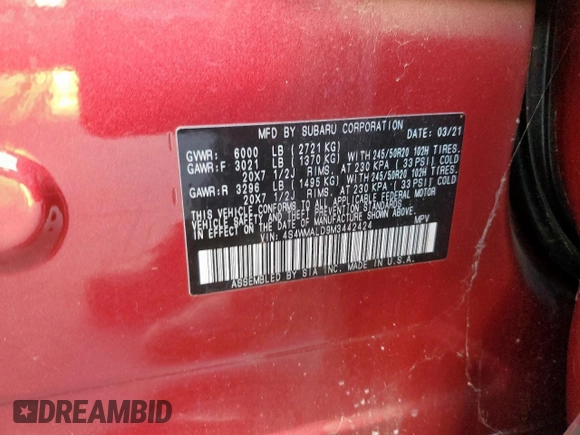 MFD BY SUBARU CORPORATION DATE: 03/21
GVWR: 6000 LB ( 2721 KG)
GAWR:F 3021 LB ( 1370 KG) WITH 245/50R20 102H TIRES.
20X7 1/2J RIMS, AT 230 KPA ( 33 PSI) COLD
GAWR:R 3296 LB ( 1495 KG) WITH 245/50R20 102H TIRES.
20X7 1/2J RIMS, AT 230 KPA ( 33 PSI) COLD
THIS VEHICLE CONFORMS TO ALL APPLICABLE FEDERAL MOTOR
VEHICLE SAFETY AND BUMPER STANDARDS IN EFFECT ON THE
DATE OF MANUFACTURE SHOWN ABOVE.
VIN: 4S4WMALD9M3442424 MPV
ASSEMBLED BY SIA INC. MADE IN U.S.A.
DREAMBID